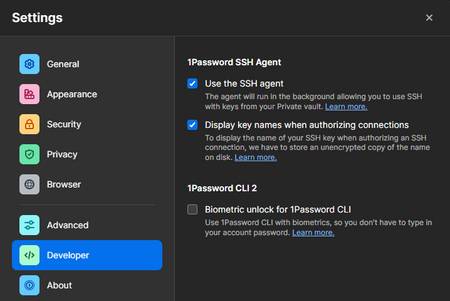 Settings
General
Appearance
Security
Privacy
Browser
Advanced
Developer
About
1Password SSH Agent
Use the SSH agent
The agent will run in the background allowing you to use SSH
with keys from your Private vault. Learn more.
Display key names when authorizing connections
To display the name of your SSH key when authorizing an SSH
connection, we have to store an unencrypted copy of the name
on disk. Learn more.
1Password CLI 2
Biometric unlock for 1Password CLI
Use 1Password CLI with biometrics, so you don't have to type in
your account password. Learn more.